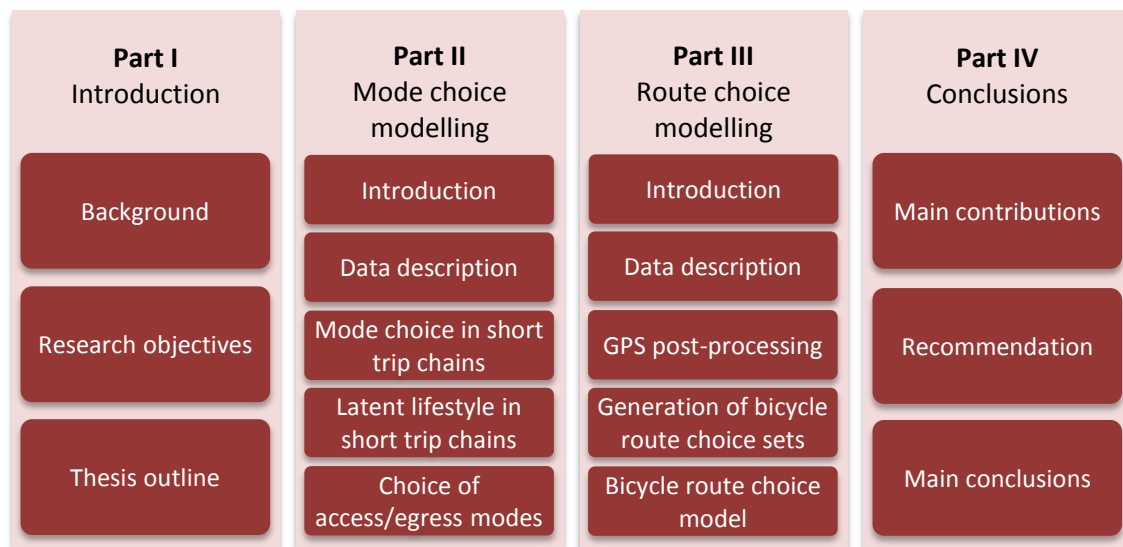 Part I
Introduction
Background
Research objectives
Thesis outline
Part II
Mode choice
modelling
Introduction
Data description
Mode choice in short
trip chains
Latent lifestyle in
short trip chains
Choice of
access/egress modes
Part III
Route choice
modelling
Introduction
Data description
GPS post-processing
Generation of bicycle
route choice sets
Bicycle route choice
model
Part IV
Conclusions
Main contributions
Recommendation
Main conclusions